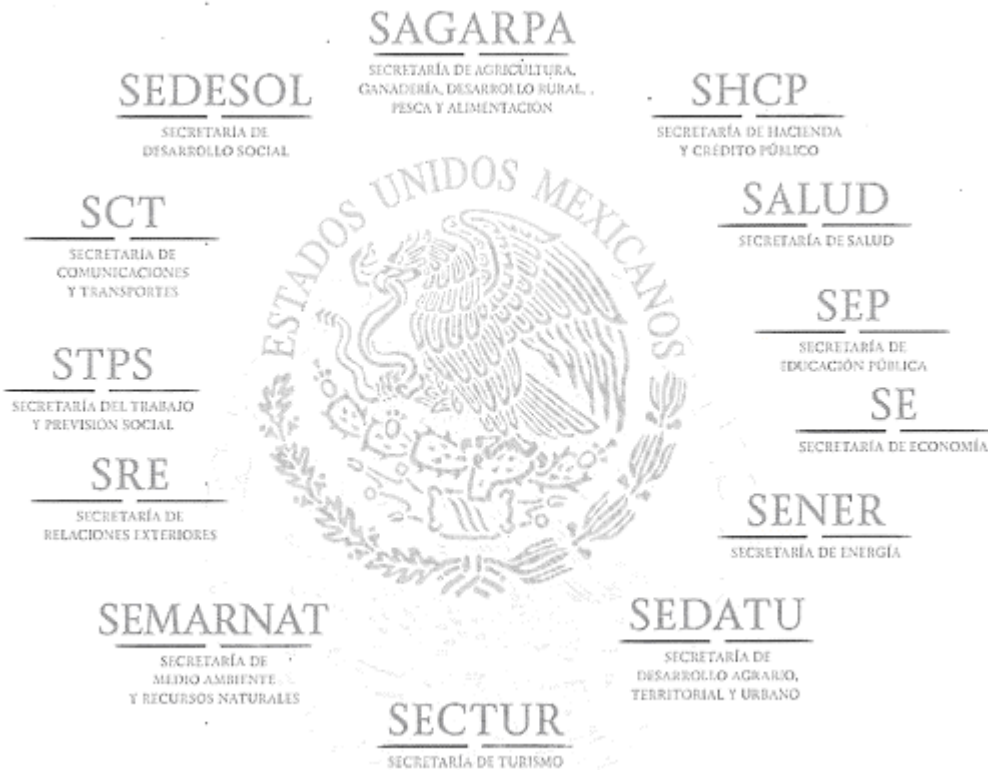 SAGARPA
SECRETARÍA DE AGRICULTURA,
GANADERÍA, DESARROLLO RURAL,
PESCA Y ALIMENTACIÓN
SEDESOL
SECRETARÍA DE
DESARROLLO SOCIAL
SHCP
SECRETARÍA DE HACIENDA
Y CRÉDITO PÚBLICO
SCT
SECRETARÍA DE
COMUNICACIONES
Y TRANSPORTES
ESTADOS UNIDOS MEXICANOS
SALUD
SECRETARÍA DE SALUD
SEP
SECRETARÍA DE
EDUCACIÓN PÚBLICA
STPS
SECRETARÍA DEL TRABAJO
Y PREVISIÓN SOCIAL
SE
SECRETARÍA DE ECONOMÍA
SRE
SECRETARÍA DE
RELACIONES EXTERIORES
SENER
SECRETARÍA DE ENERGÍA
SEMARNAT
SECRETARÍA DE
MEDIO AMBIENTE
Y RECURSOS NATURALES
SEDATU
SECRETARÍA DE
DESARROLLO AGRARIO,
TERRITORIAL Y URBANO
SECTUR
SECRETARÍA DE TURISMO